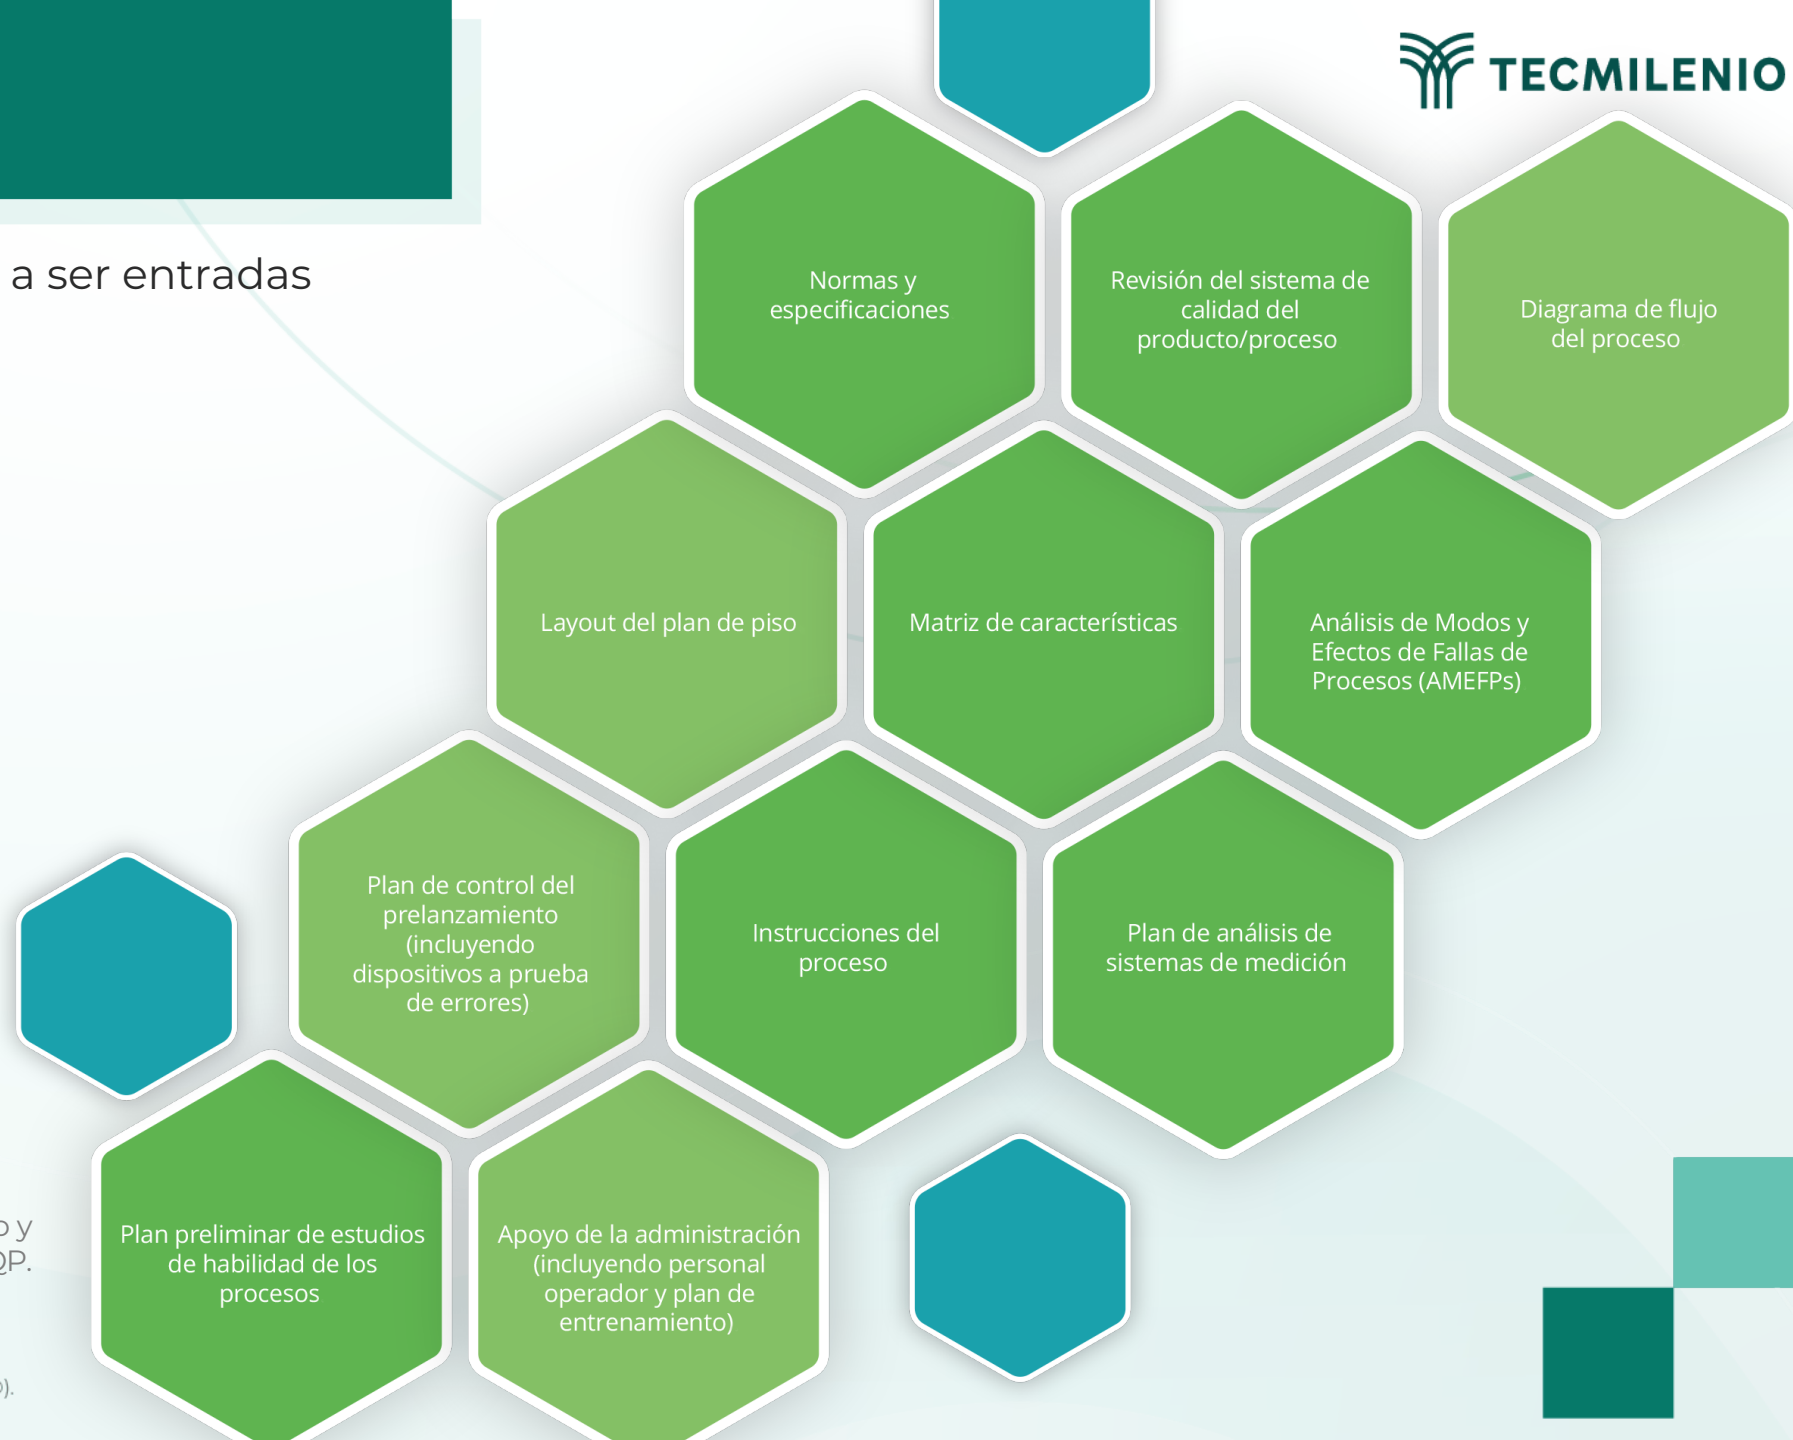 TECMILENIO
a ser entradas
Normas y
especificaciones
Revisión del sistema de
calidad del
producto/proceso
Diagrama de flujo
del proceso
Layout del plan de piso
Matriz de características
Análisis de Modos y
Efectos de Fallas de
Procesos (AMEFPs)
Plan de control del
prelanzamiento
(incluyendo
dispositivos a prueba
de errores)
Instrucciones del
proceso
Plan de análisis de
sistemas de medición
Plan preliminar de estudios
de habilidad de los
procesos
Apoyo de la administración
(incluyendo personal
operador y plan de
entrenamiento)
y